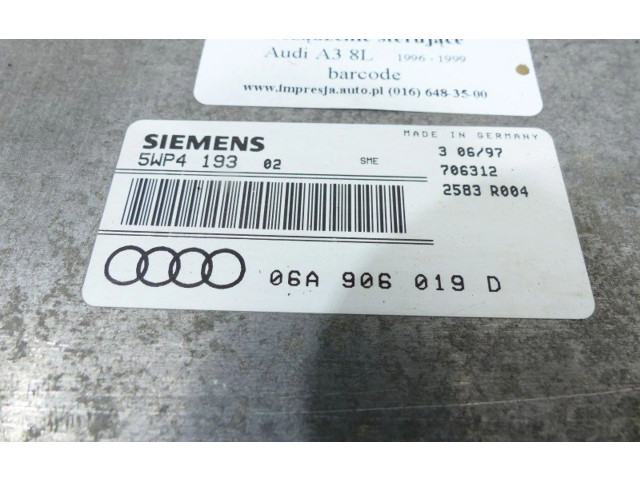 sterujące
Audi A3 8L 1996 - 1999
barcode
www.impresja.auto.pl (016) 648-35-00
SIEMENS
MADE IN GERMANY
5WP4 193 02 SME
3 06/97
706312
2583 R004
06A 906 019 D